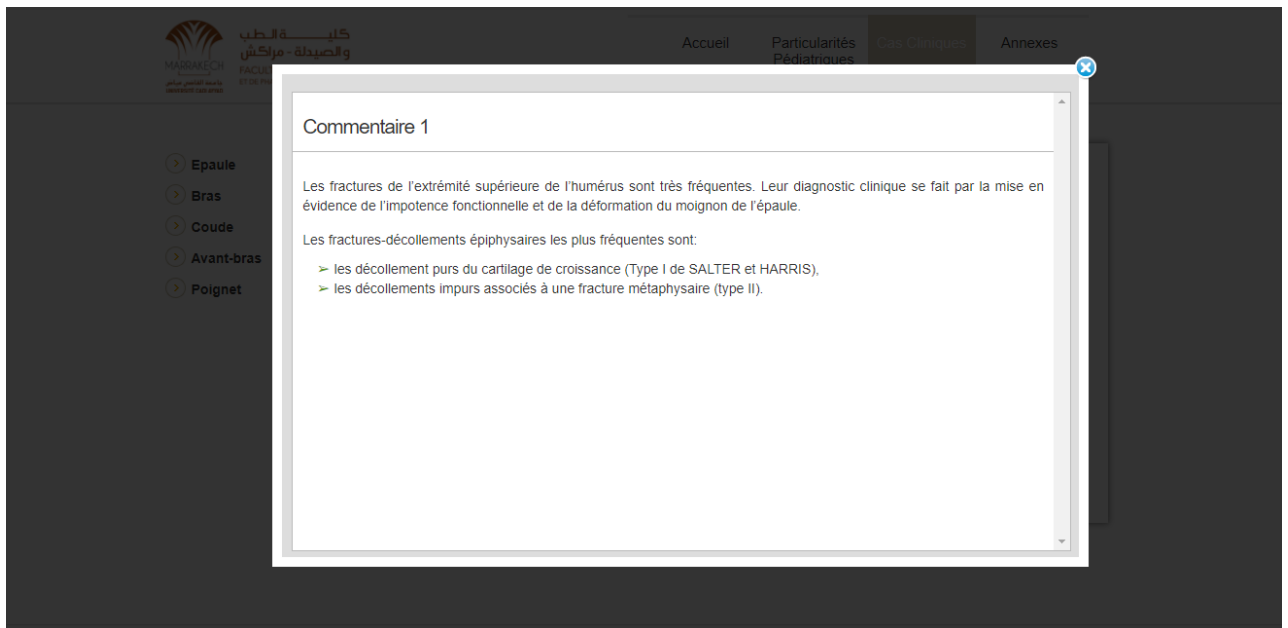 كليـــــة الـطـب
والصيدلة - مراكش
MARRAKECH
Accueil
Particularités
Pédiatriques
Cas Cliniques
Annexes
Epaule
Bras
Coude
Avant-bras
Poignet
Commentaire 1
Les fractures de l'extrémité supérieure de l'humérus sont très fréquentes. Leur diagnostic clinique se fait par la mise en
évidence de l'impotence fonctionnelle et de la déformation du moignon de l'épaule.
Les fractures-décollements épiphysaires les plus fréquentes sont:
➢ les décollement purs du cartilage de croissance (Type I de SALTER et HARRIS),
➢ les décollements impurs associés à une fracture métaphysaire (type II).